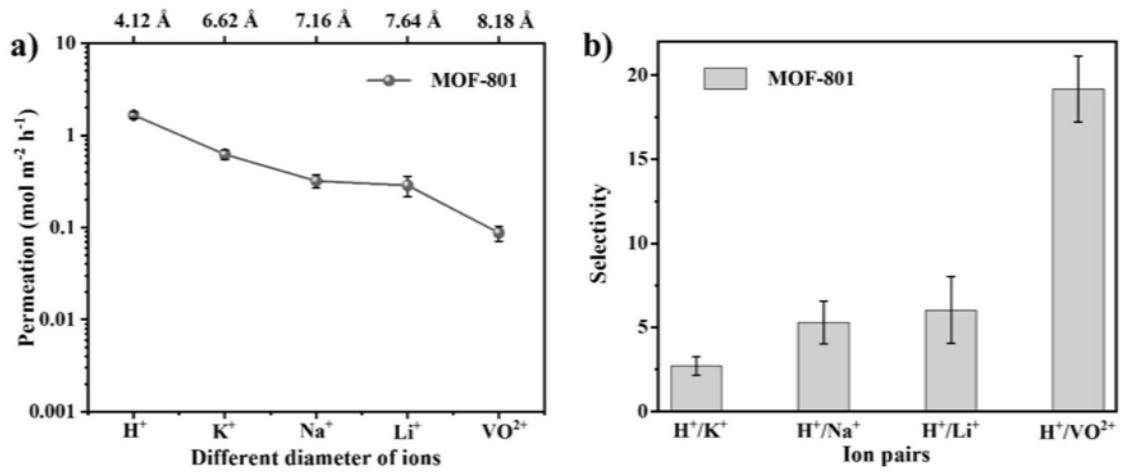 a)
4.12 Å 6.62 Å 7.16 Å 7.64 Å 8.18 Å
MOF-801
Permeation (mol m⁻² h⁻¹)
10
1
0.1
0.01
0.001
H⁺ K⁺ Na⁺ Li⁺ VO²⁺
Different diameter of ions
b)
MOF-801
Selectivity
20
15
10
5
0
H⁺/K⁺ H⁺/Na⁺ H⁺/Li⁺ H⁺/VO²⁺
Ion pairs